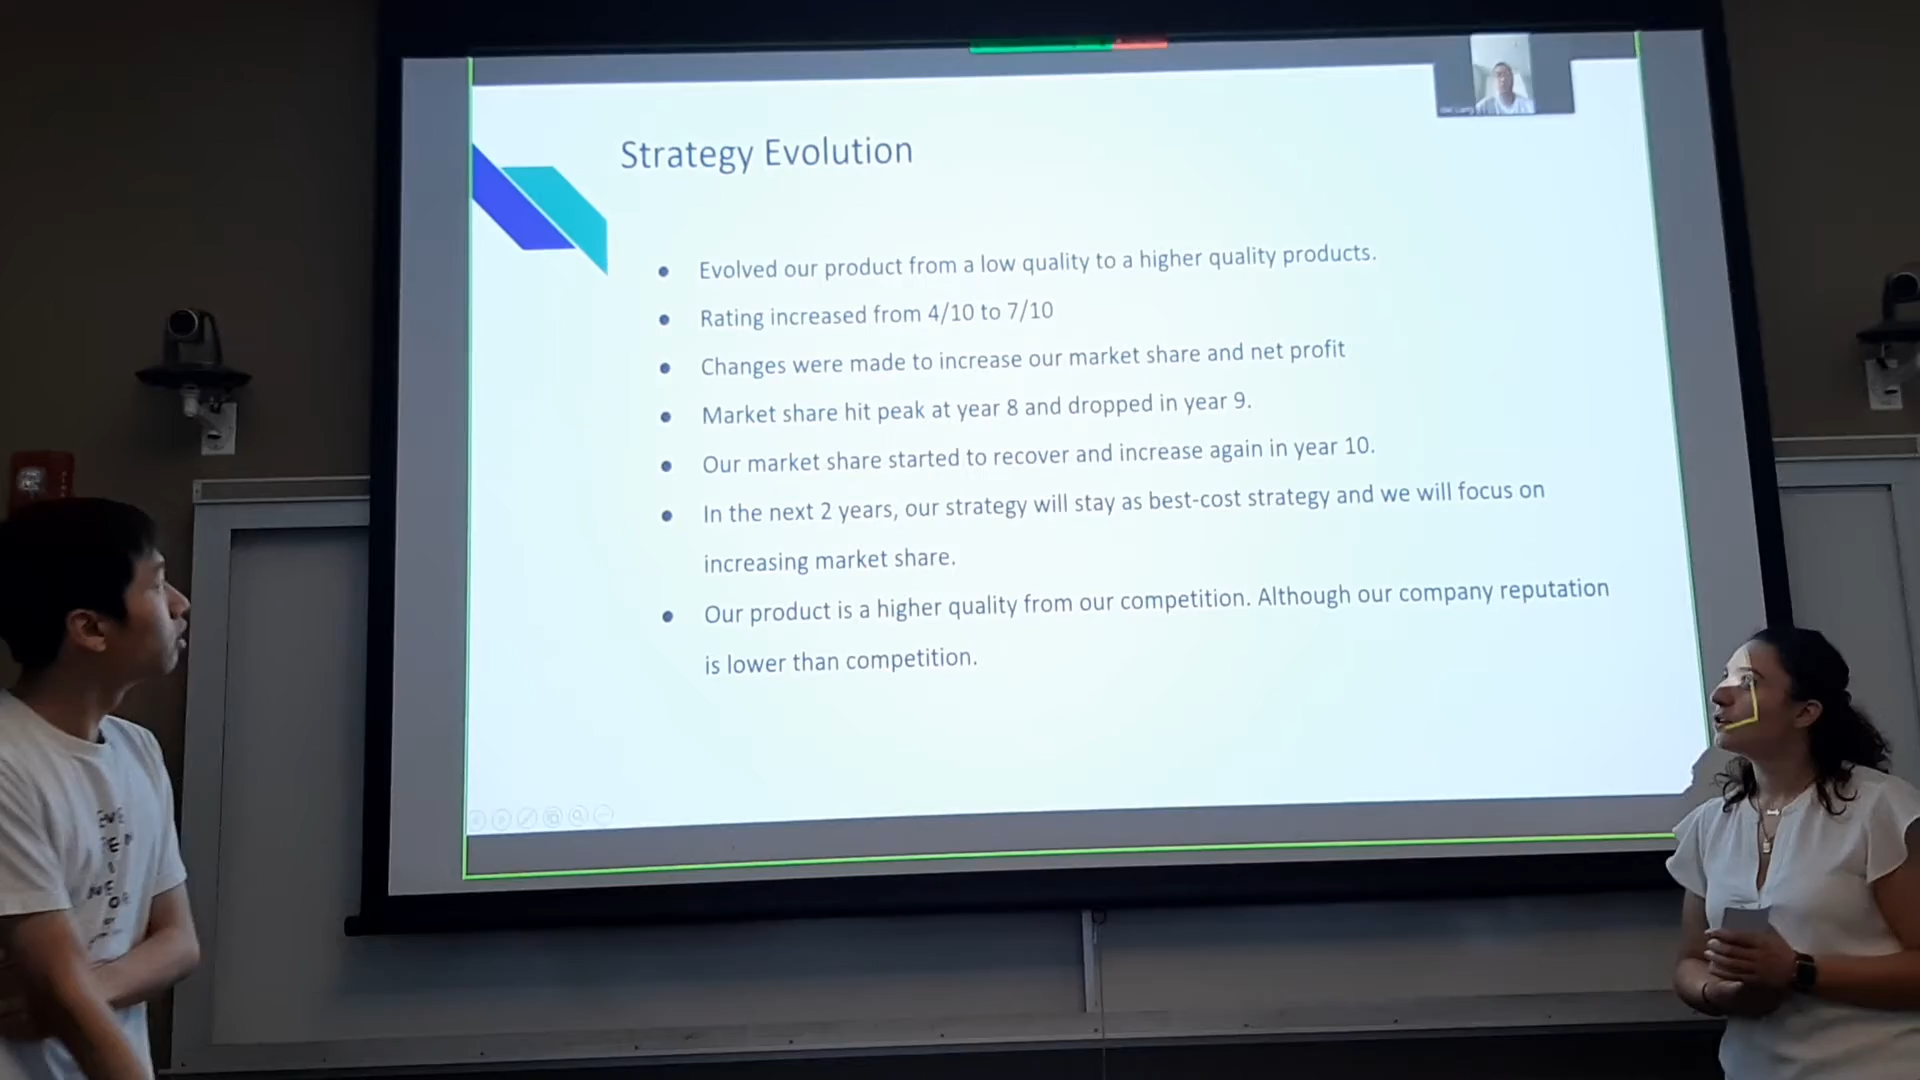 Strategy Evolution
● Evolved our product from a low quality to a higher quality products.
● Rating increased from 4/10 to 7/10
● Changes were made to increase our market share and net profit
● Market share hit peak at year 8 and dropped in year 9.
● Our market share started to recover and increase again in year 10.
● In the next 2 years, our strategy will stay as best-cost strategy and we will focus on
increasing market share.
● Our product is a higher quality from our competition. Although our company reputation
is lower than competition.